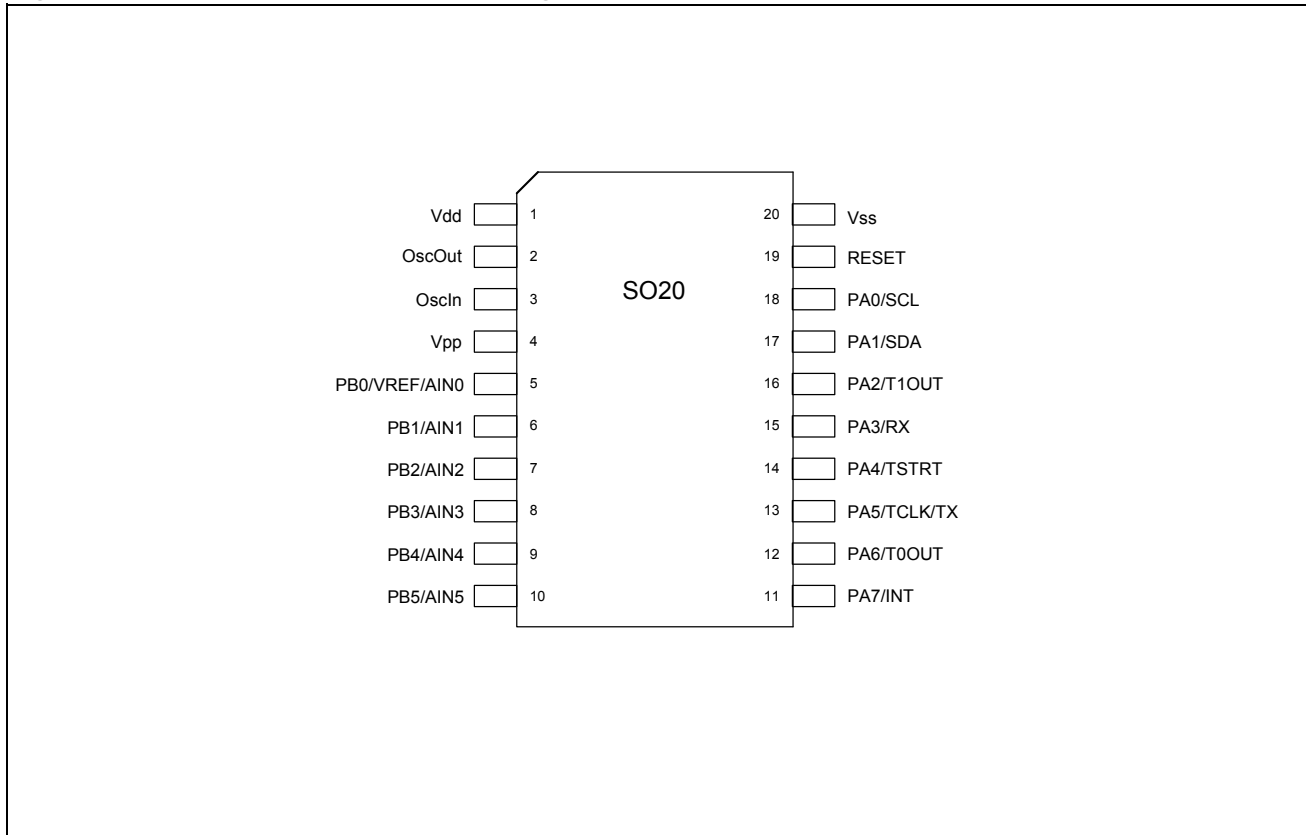 Vdd 1 20 Vss
OscOut 2 19 RESET
SO20
OscIn 3 18 PA0/SCL
Vpp 4 17 PA1/SDA
PB0/VREF/AIN0 5 16 PA2/T1OUT
PB1/AIN1 6 15 PA3/RX
PB2/AIN2 7 14 PA4/TSTRT
PB3/AIN3 8 13 PA5/TCLK/TX
PB4/AIN4 9 12 PA6/T0OUT
PB5/AIN5 10 11 PA7/INT